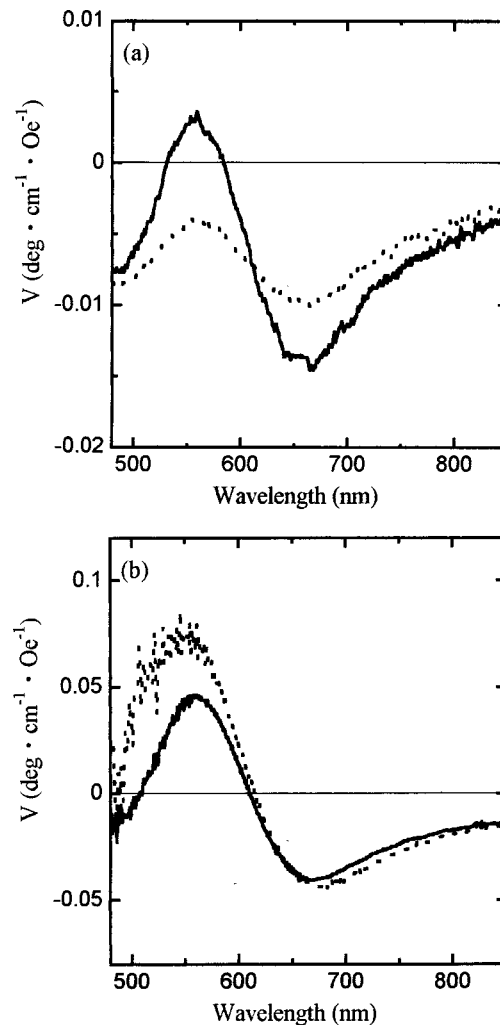 (a)
0.01
0
-0.01
-0.02
V (deg・cm⁻¹・Oe⁻¹)
500 600 700 800
Wavelength (nm)
(b)
0.1
0.05
0
-0.05
V (deg・cm⁻¹・Oe⁻¹)
500 600 700 800
Wavelength (nm)